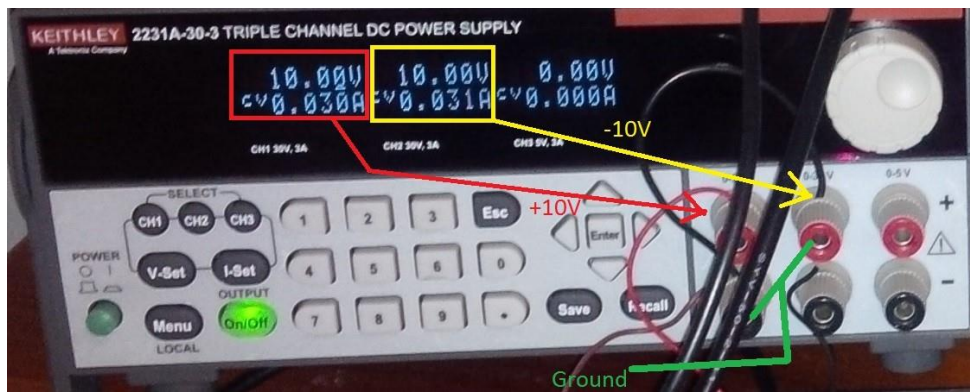 KEITHLEY 2231A-30-3 TRIPLE CHANNEL DC POWER SUPPLY
A Tektronix Company
10.00V 10.00V 0.00V
cv0.030A cv0.031A cv0.000A
-10V
CH1 30V, 3A CH2 30V, 3A CH3 5V, 3A
SELECT
CH1 CH2 CH3
1 2 3 Esc
+10V
0-5 V
+
Enter
POWER
V-Set I-Set
4 5 6 0
OUTPUT
-
Menu On/Off
7 8 9 .
Save Recall
LOCAL
Ground